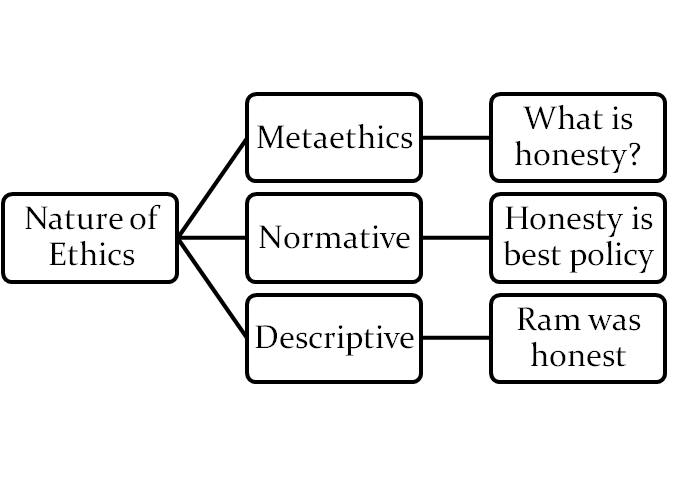 Nature of
Ethics
Metaethics
What is
honesty?
Normative
Honesty is
best policy
Descriptive
Ram was
honest